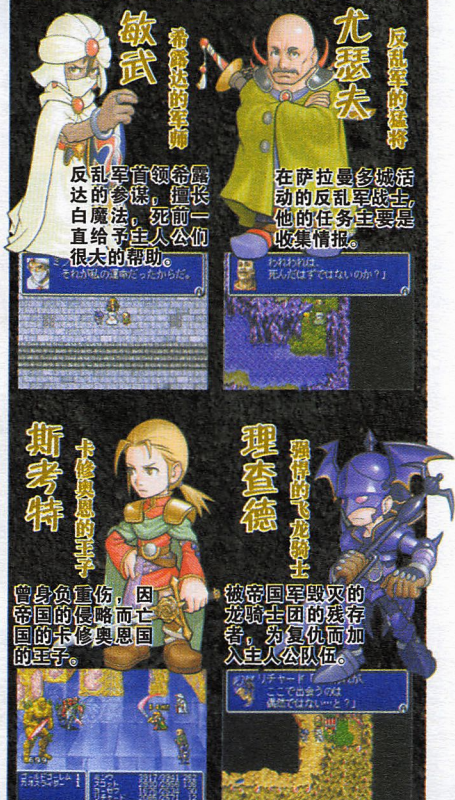 敏武
希露达的军师
反乱军首领希露
达的参谋，擅长
白魔法，死前一
直给予主人公们
很大的帮助。
それが私の運命だったからだ。
尤瑟夫
反乱军的猛将
在萨拉曼多城活
动的反乱军战士，
他的任务主要是
收集情报。
われわれは、
死んだはずではないのか？」
斯考特
卡修奥恩的王子
曾身负重伤，因
帝国的侵略而亡
国的卡修奥恩国
的王子。
ゴールドゴーレム 1
理查德
强悍的飞龙骑士
被帝国军毁灭的
龙骑士团的残存
者，为复仇而加
入主人公队伍。
リチャード「
ここで出会うのは
偶然ではない…と？」